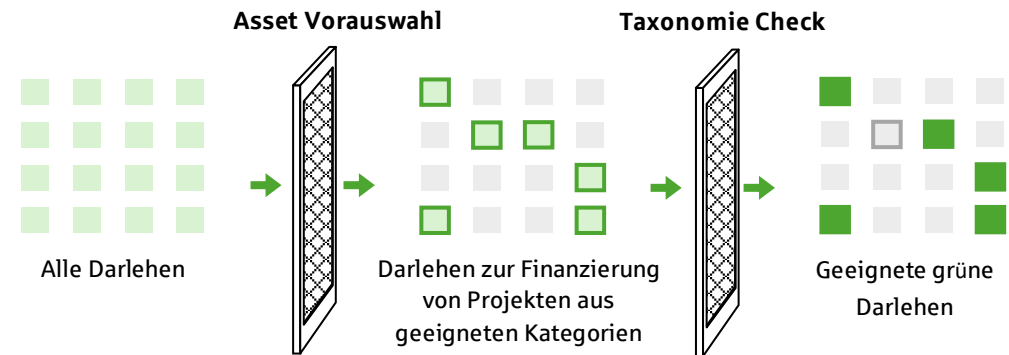 Asset Vorauswahl
Taxonomie Check
Alle Darlehen
Darlehen zur Finanzierung
von Projekten aus
geeigneten Kategorien
Geeignete grüne
Darlehen